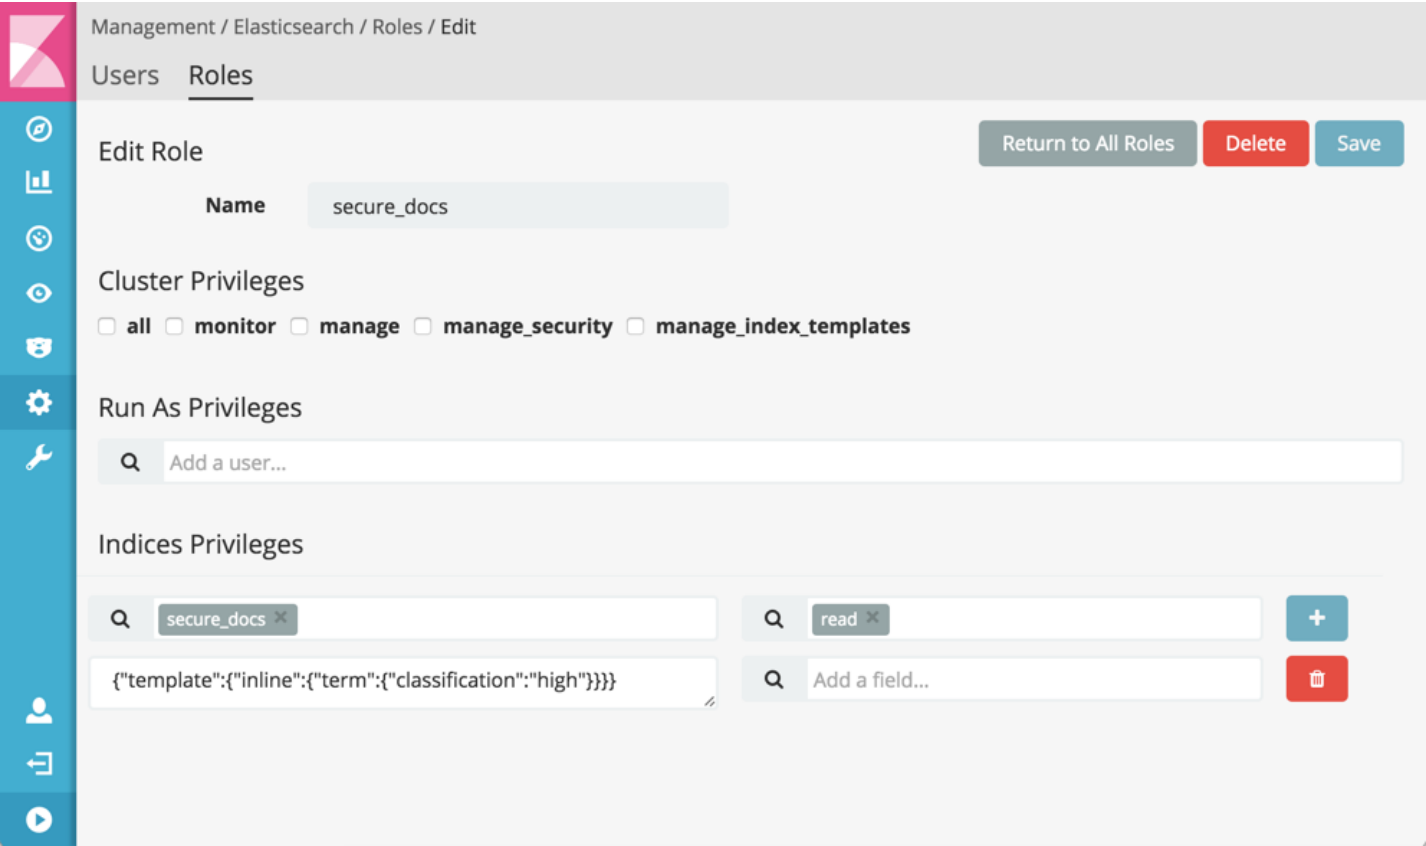 Management / Elasticsearch / Roles / Edit
Users Roles
Edit Role
Return to All Roles Delete Save
Name secure_docs
Cluster Privileges
all monitor manage manage_security manage_index_templates
Run As Privileges
Add a user...
Indices Privileges
secure_docs × read × +
{"template":{"inline":{"term":{"classification":"high"}}}} Add a field...